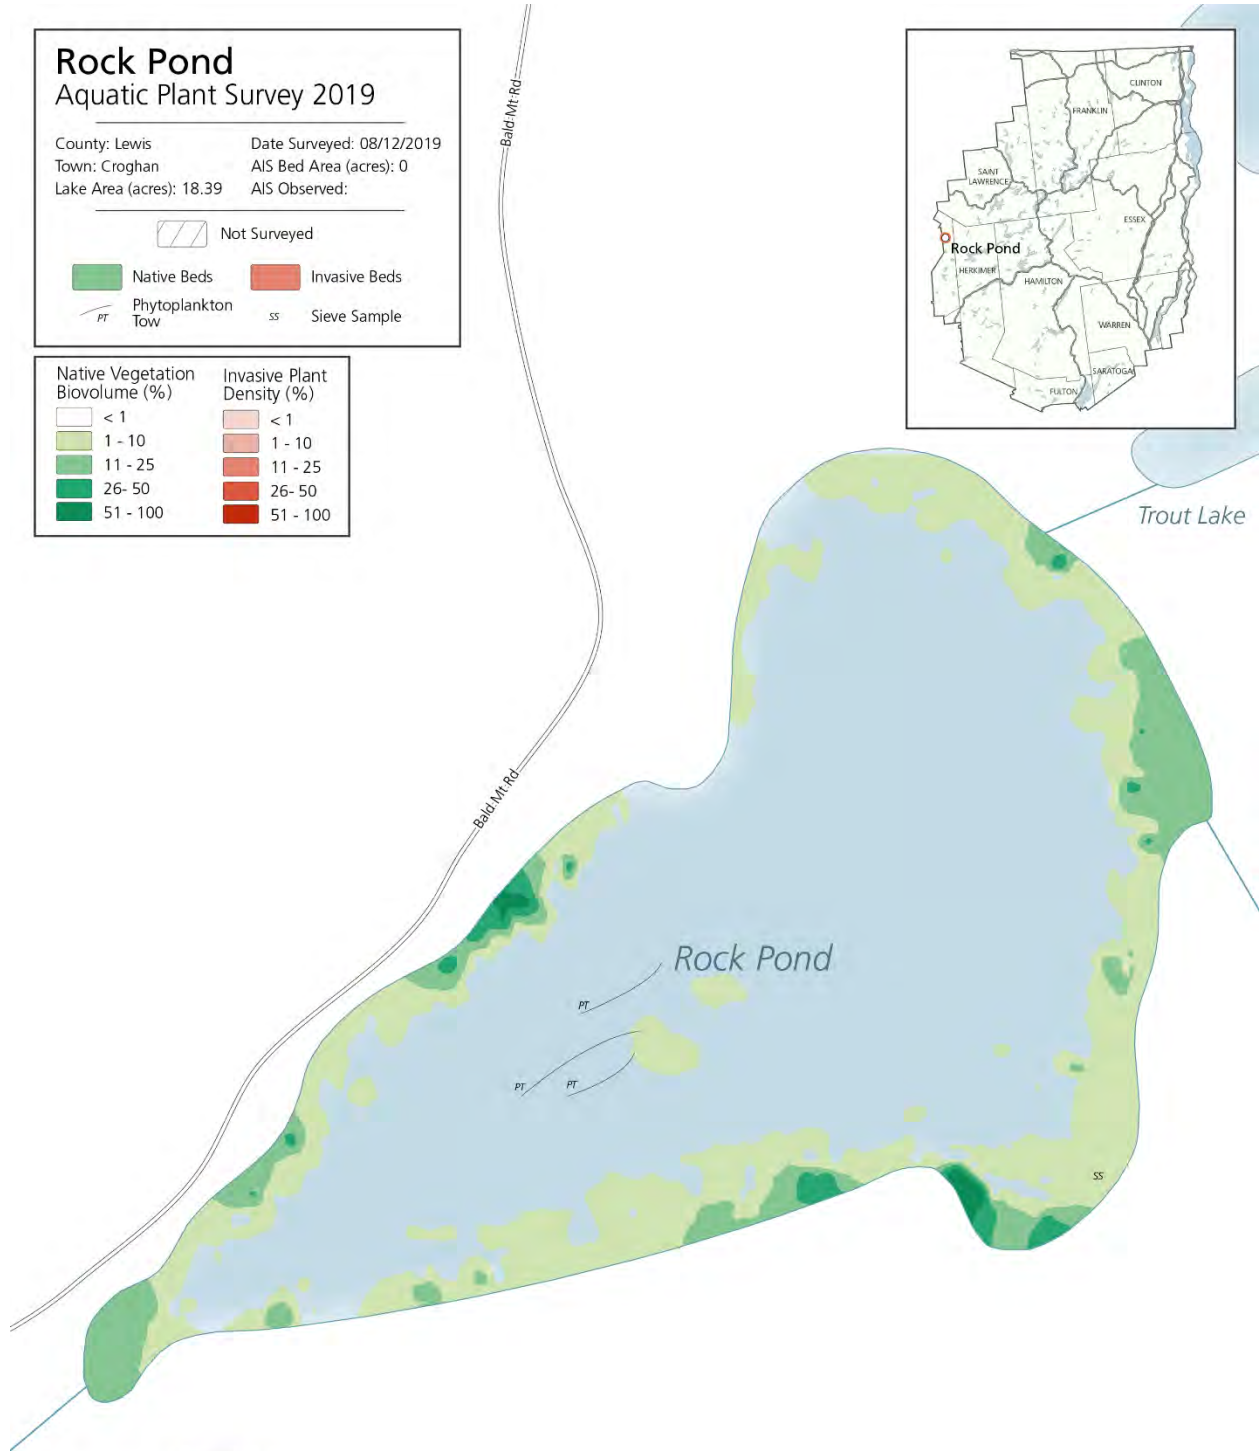 Rock Pond
Aquatic Plant Survey 2019
County: Lewis
Date Surveyed: 08/12/2019
Town: Croghan
AIS Bed Area (acres): 0
Lake Area (acres): 18.39
AIS Observed:
Not Surveyed
Native Beds
Invasive Beds
PT
Phytoplankton
Tow
SS
Sieve Sample
Native Vegetation
Biovolume (%)
< 1
1 - 10
11 - 25
26- 50
51 - 100
Invasive Plant
Density (%)
< 1
1 - 10
11 - 25
26- 50
51 - 100
CLINTON
FRANKLIN
SAINT
LAWRENCE
ESSEX
Rock Pond
HERKIMER
HAMILTON
WARREN
SARATOGA
FULTON
Bald Mt Rd
Trout Lake
Bald Mt Rd
Rock Pond
PT
PT
PT
SS